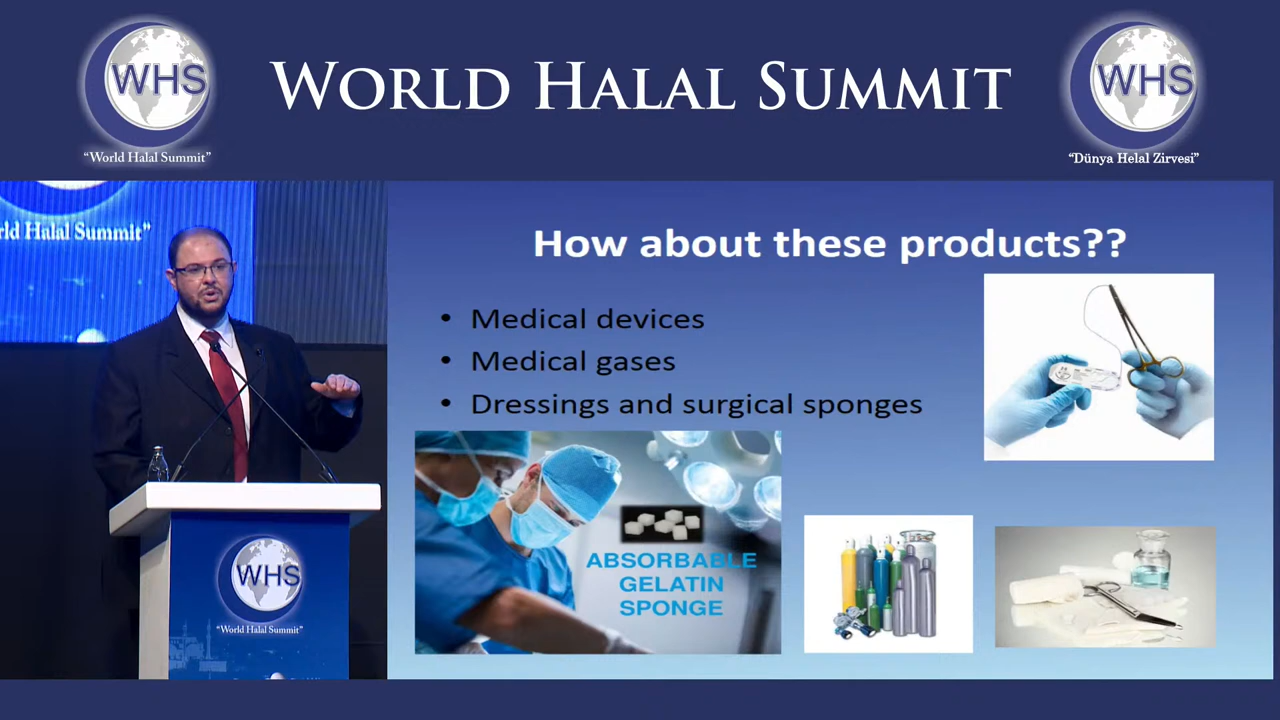 WHS
"World Halal Summit"
WORLD HALAL SUMMIT
WHS
"Dünya Helal Zirvesi"
rld Halal Summit"
WHS
"World Halal Summit"
How about these products??
• Medical devices
• Medical gases
• Dressings and surgical sponges
ABSORBABLE
GELATIN
SPONGE